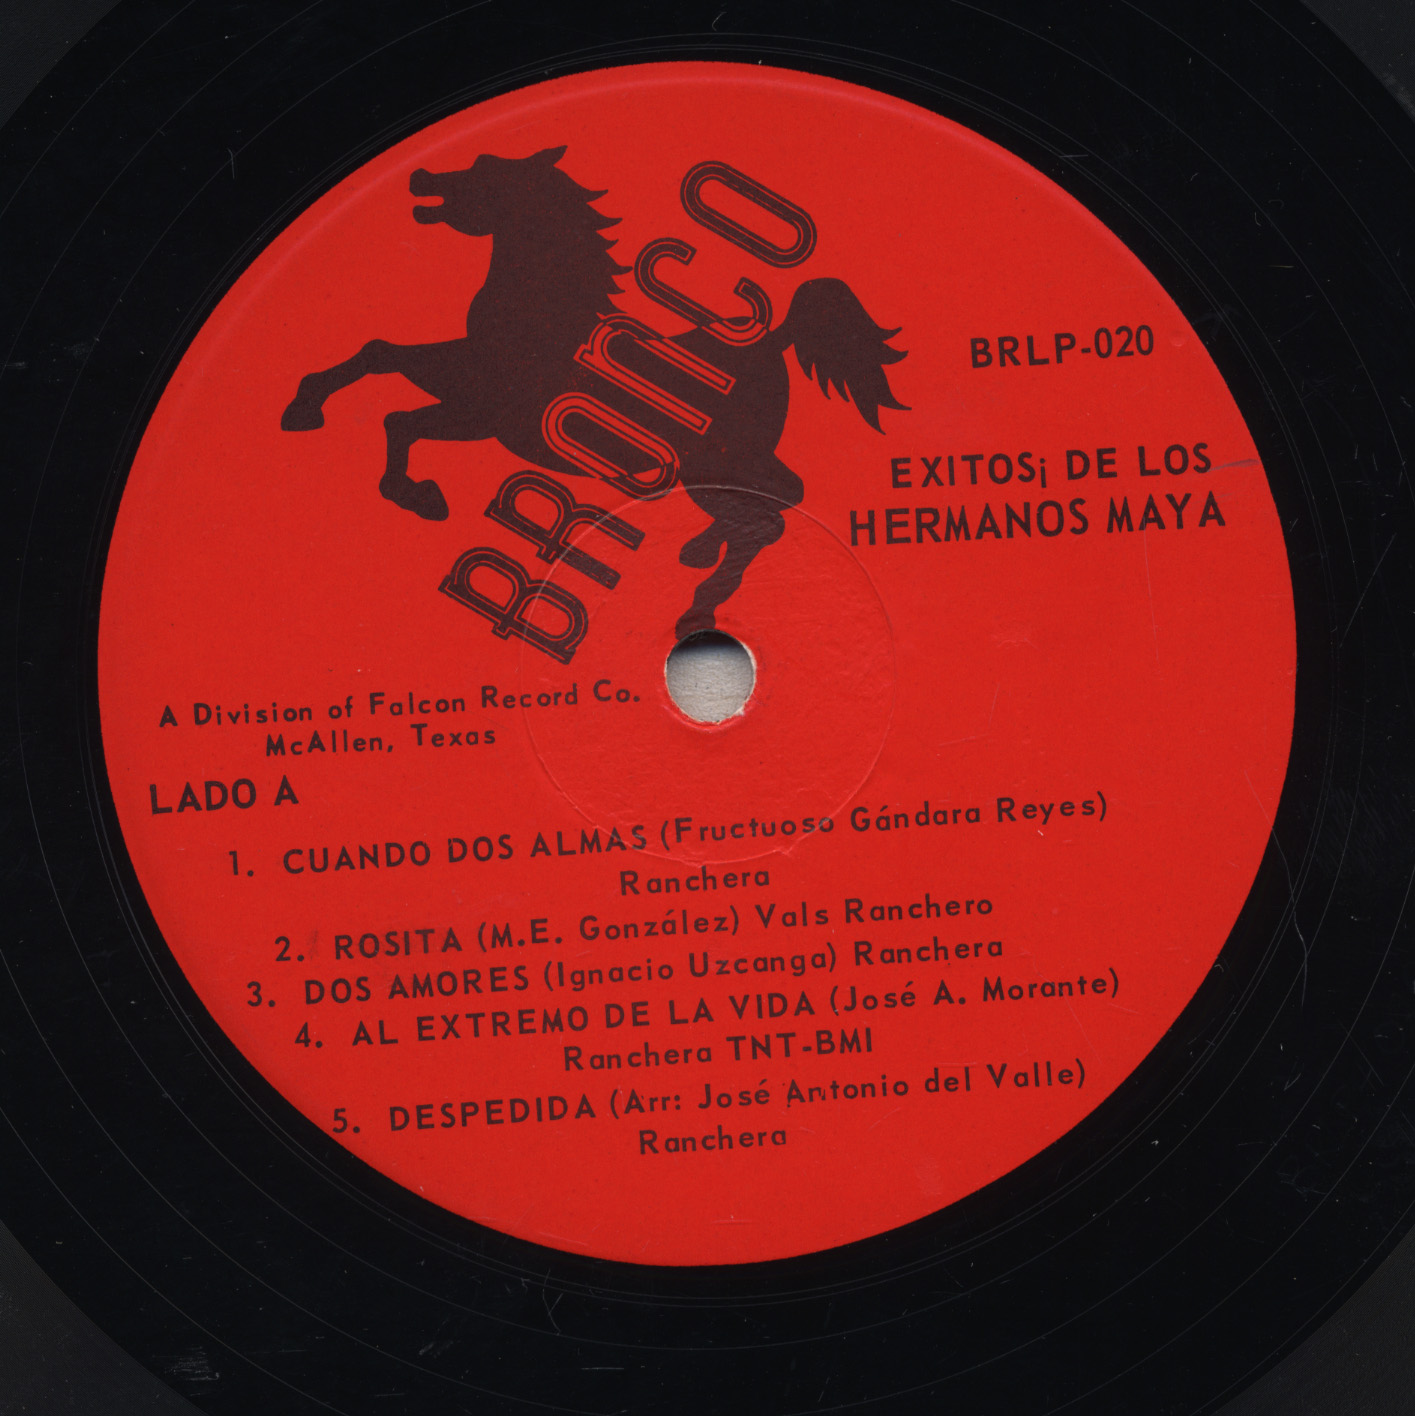 BRONCO
BRLP-020
EXITOS¡ DE LOS
HERMANOS MAYA
A Division of Falcon Record Co.
McAllen, Texas
LADO A
1. CUANDO DOS ALMAS (Fructuoso Gándara Reyes)
Ranchera
2. ROSITA (M.E. González) Vals Ranchero
3. DOS AMORES (Ignacio Uzcanga) Ranchera
4. AL EXTREMO DE LA VIDA (José A. Morante)
Ranchera TNT-BMI
5. DESPEDIDA (Arr: José Antonio del Valle)
Ranchera